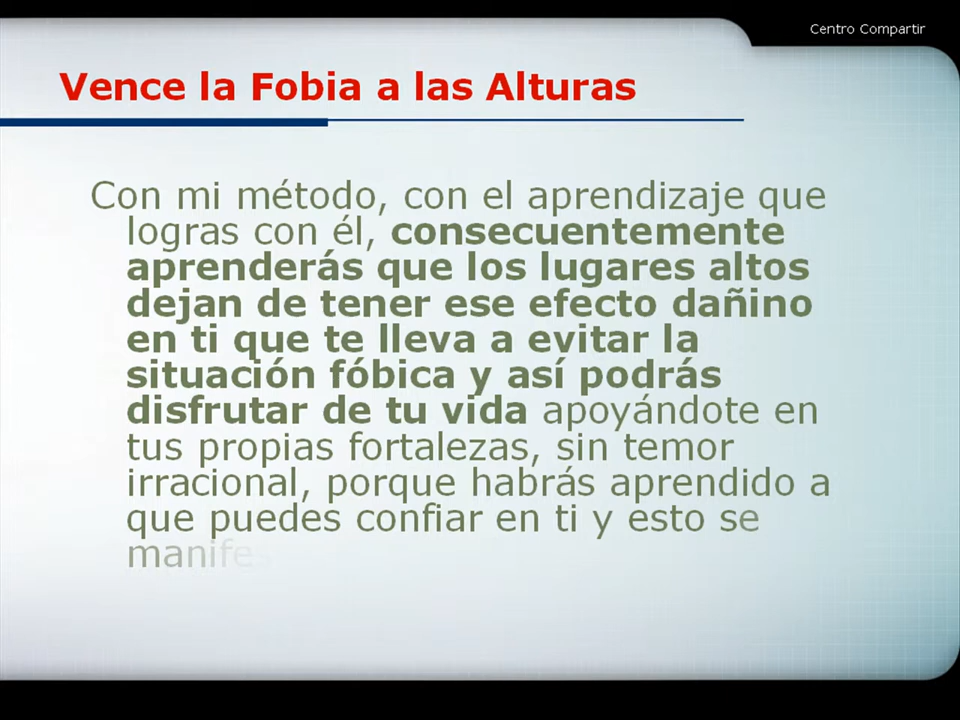 Centro Compartir
Vence la Fobia a las Alturas
Con mi método, con el aprendizaje que
logras con él, consecuentemente
aprenderás que los lugares altos
dejan de tener ese efecto dañino
en ti que te lleva a evitar la
situación fóbica y así podrás
disfrutar de tu vida apoyándote en
tus propias fortalezas, sin temor
irracional, porque habrás aprendido a
que puedes confiar en ti y esto se